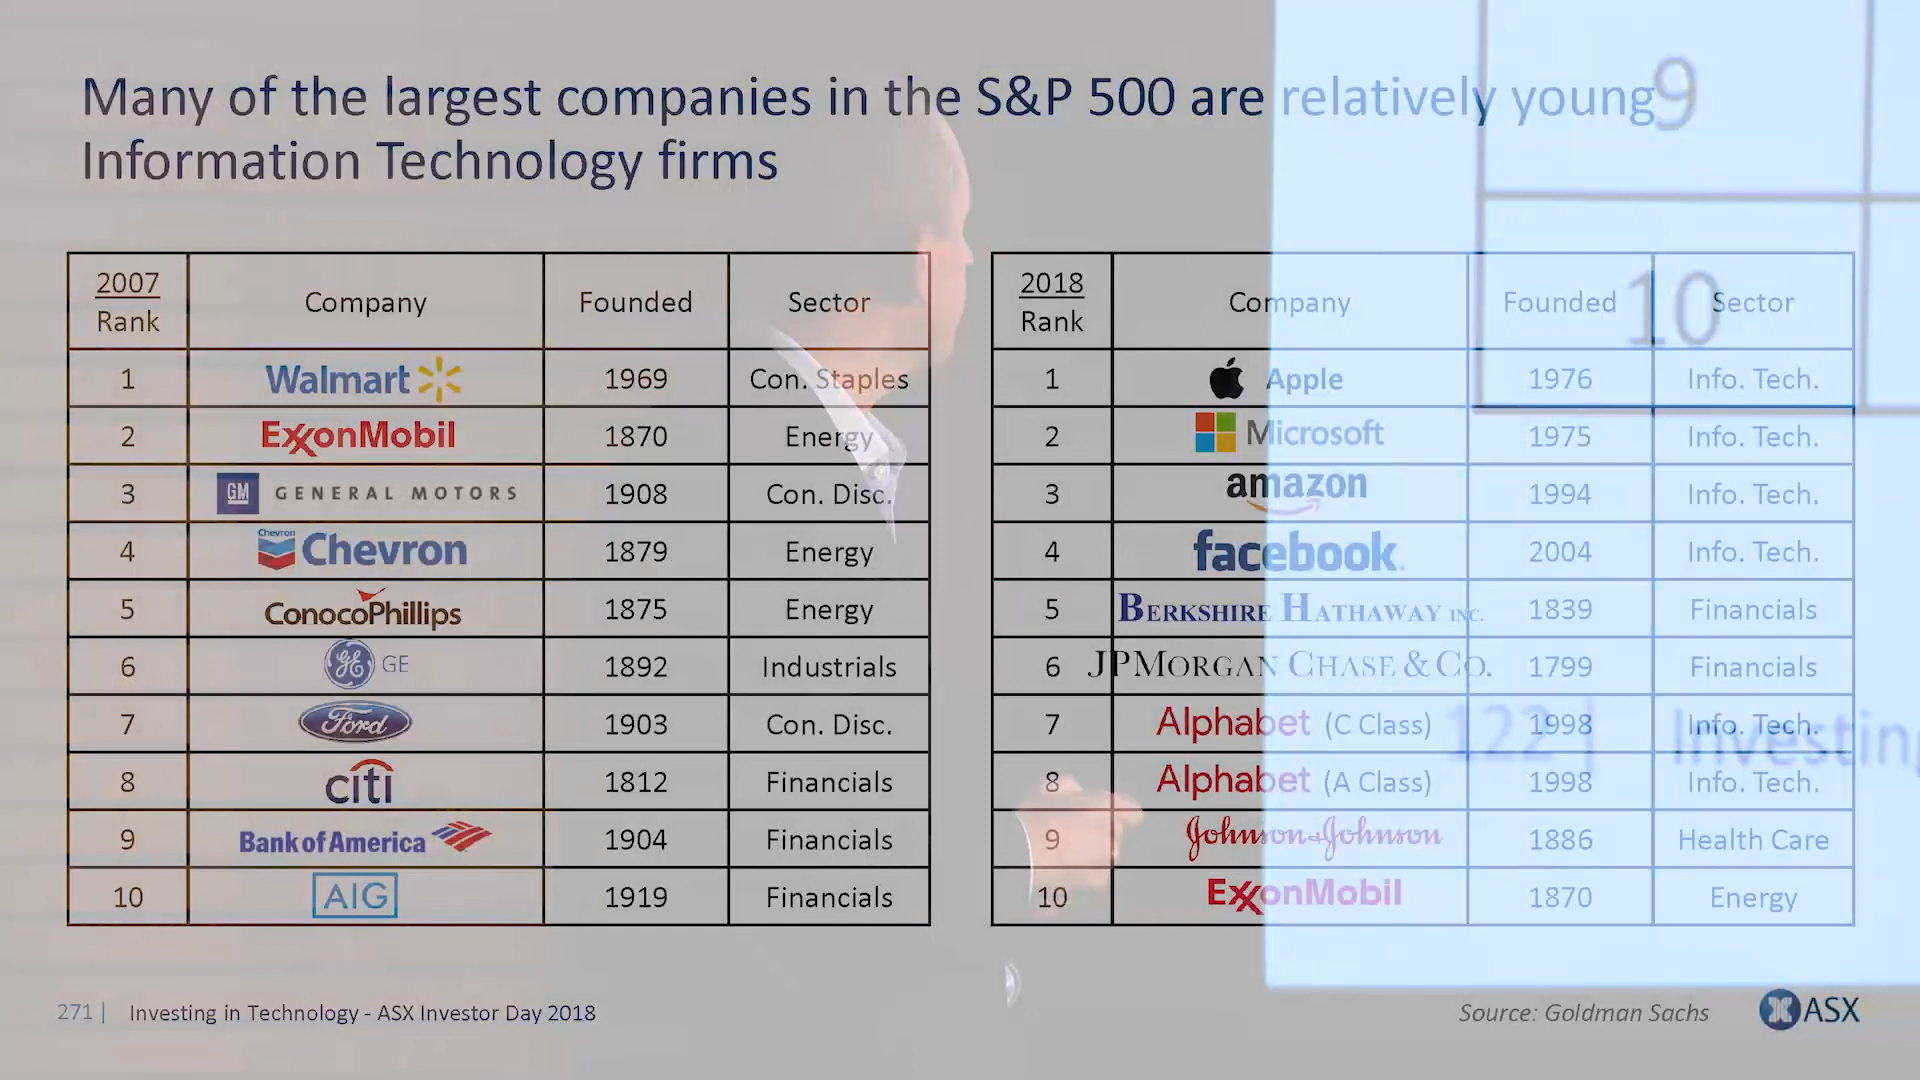 Many of the largest companies in the S&P 500 are relatively young
Information Technology firms
9
10
2007 Rank Company Founded Sector
1 Walmart 1969 Con. Staples
2 ExxonMobil 1870 Energy
3 GM GENERAL MOTORS 1908 Con. Disc.
4 Chevron Chevron 1879 Energy
5 ConocoPhillips 1875 Energy
6 GE GE 1892 Industrials
7 Ford 1903 Con. Disc.
8 citi 1812 Financials
9 Bank of America 1904 Financials
10 AIG 1919 Financials
2018 Rank Company Founded Sector
1 Apple 1976 Info. Tech.
2 Microsoft 1975 Info. Tech.
3 amazon 1994 Info. Tech.
4 facebook. 2004 Info. Tech.
5 BERKSHIRE HATHAWAY INC. 1839 Financials
6 JPMORGAN CHASE & CO. 1799 Financials
7 Alphabet (C Class) 1998 Info. Tech.
8 Alphabet (A Class) 1998 Info. Tech.
9 Johnson & Johnson 1886 Health Care
10 ExxonMobil 1870 Energy
122 | Investing
271 | Investing in Technology - ASX Investor Day 2018
Source: Goldman Sachs
ASX